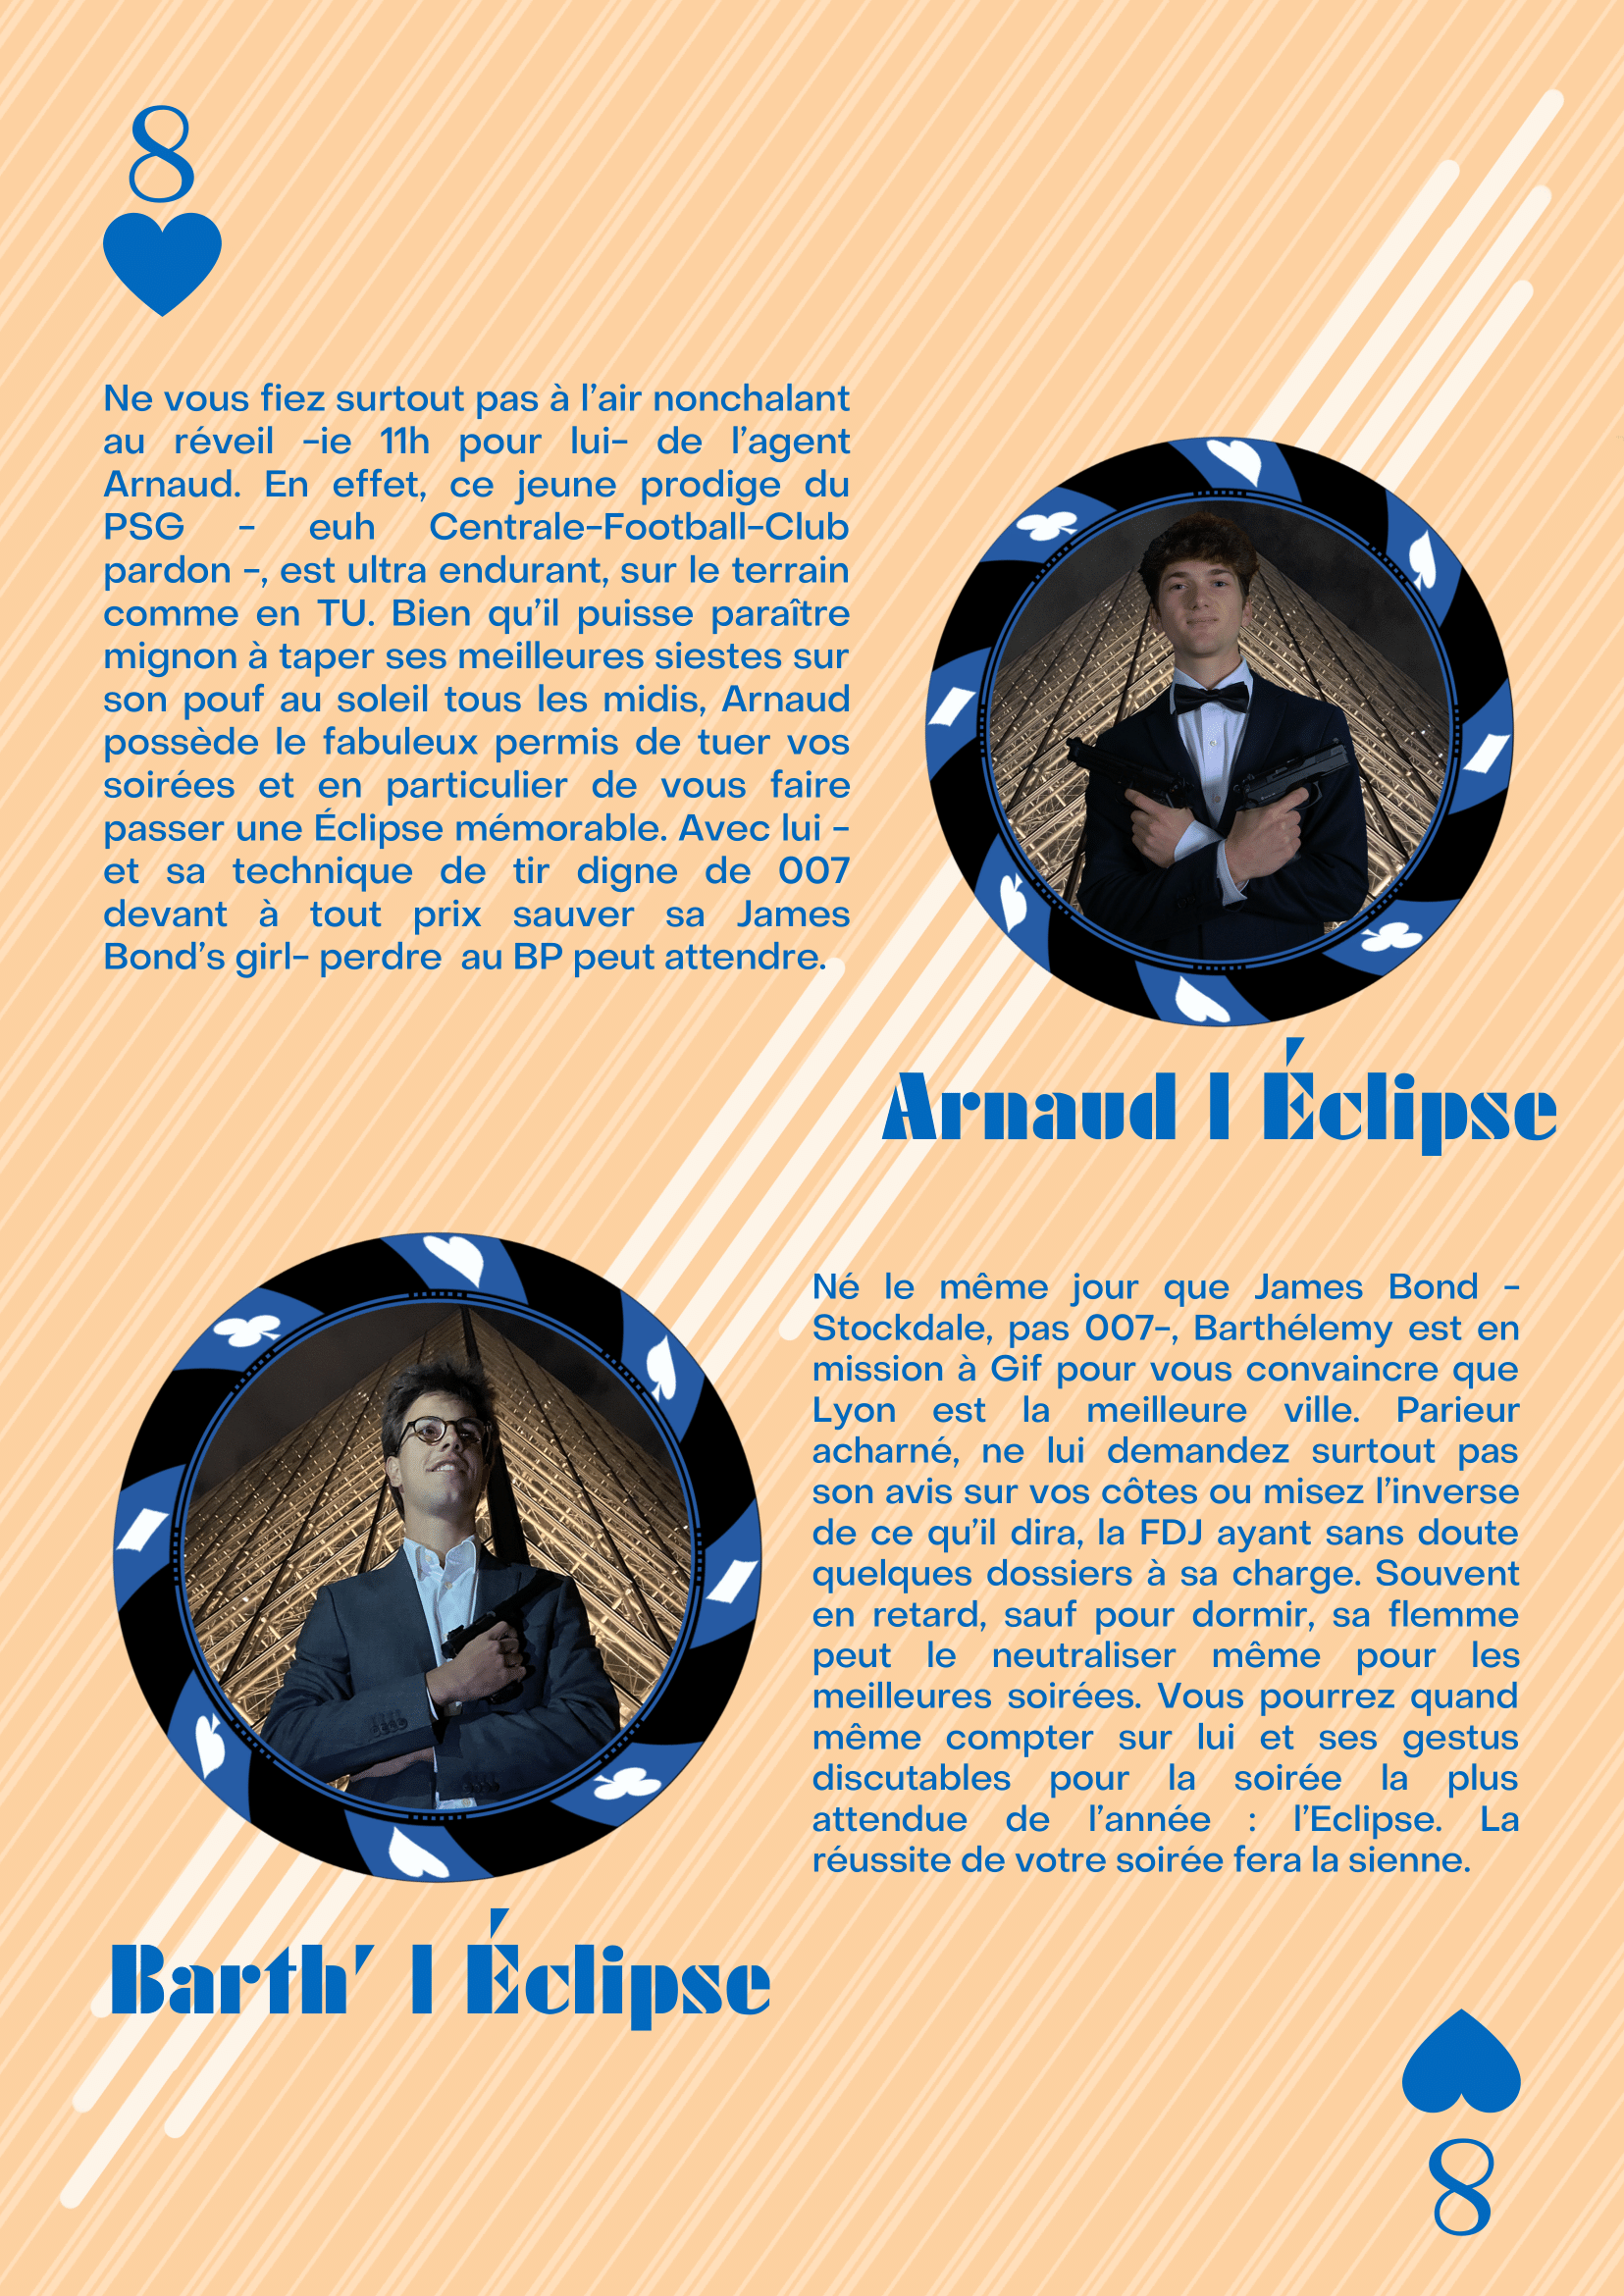 8
Ne vous fiez surtout pas à l'air nonchalant
au réveil -ie 11h pour lui- de l'agent
Arnaud. En effet, ce jeune prodige du
PSG - euh Centrale-Football-Club
pardon -, est ultra endurant, sur le terrain
comme en TU. Bien qu'il puisse paraître
mignon à taper ses meilleures siestes sur
son pouf au soleil tous les midis, Arnaud
possède le fabuleux permis de tuer vos
soirées et en particulier de vous faire
passer une Éclipse mémorable. Avec lui -
et sa technique de tir digne de 007
devant à tout prix sauver sa James
Bond's girl- perdre au BP peut attendre.
Arnaud | Éclipse
Né le même jour que James Bond -
Stockdale, pas 007-, Barthélemy est en
mission à Gif pour vous convaincre que
Lyon est la meilleure ville. Parieur
acharné, ne lui demandez surtout pas
son avis sur vos côtes ou misez l'inverse
de ce qu'il dira, la FDJ ayant sans doute
quelques dossiers à sa charge. Souvent
en retard, sauf pour dormir, sa flemme
peut le neutraliser même pour les
meilleures soirées. Vous pourrez quand
même compter sur lui et ses gestus
discutables pour la soirée la plus
attendue de l'année : l'Eclipse. La
réussite de votre soirée fera la sienne.
Barth' | Éclipse
8